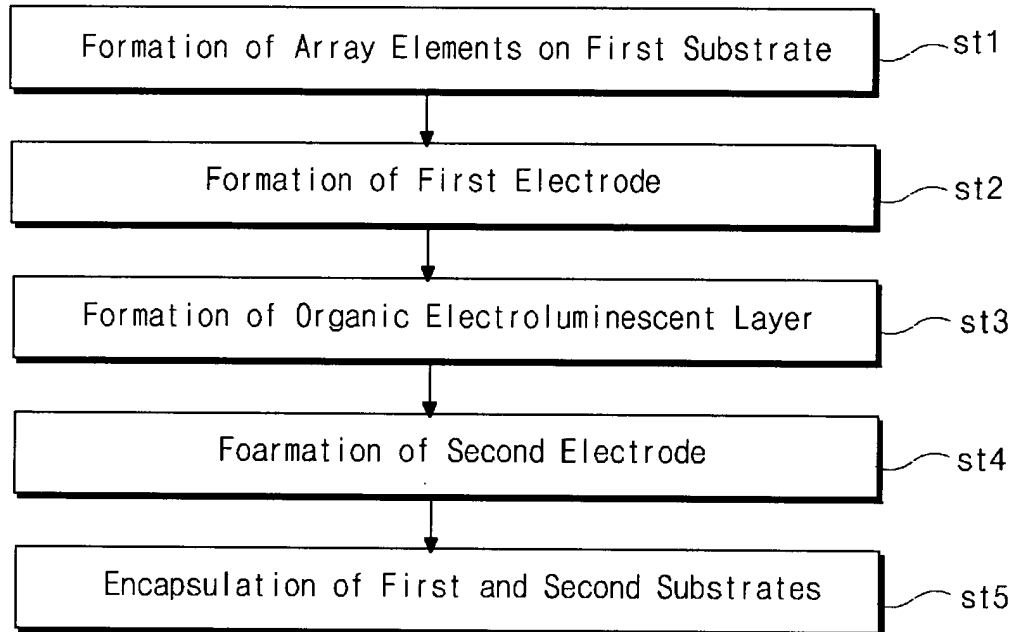 Formation of Array Elements on First Substrate
st1
Formation of First Electrode
st2
Formation of Organic Electroluminescent Layer
st3
Foarmation of Second Electrode
st4
Encapsulation of First and Second Substrates
st5